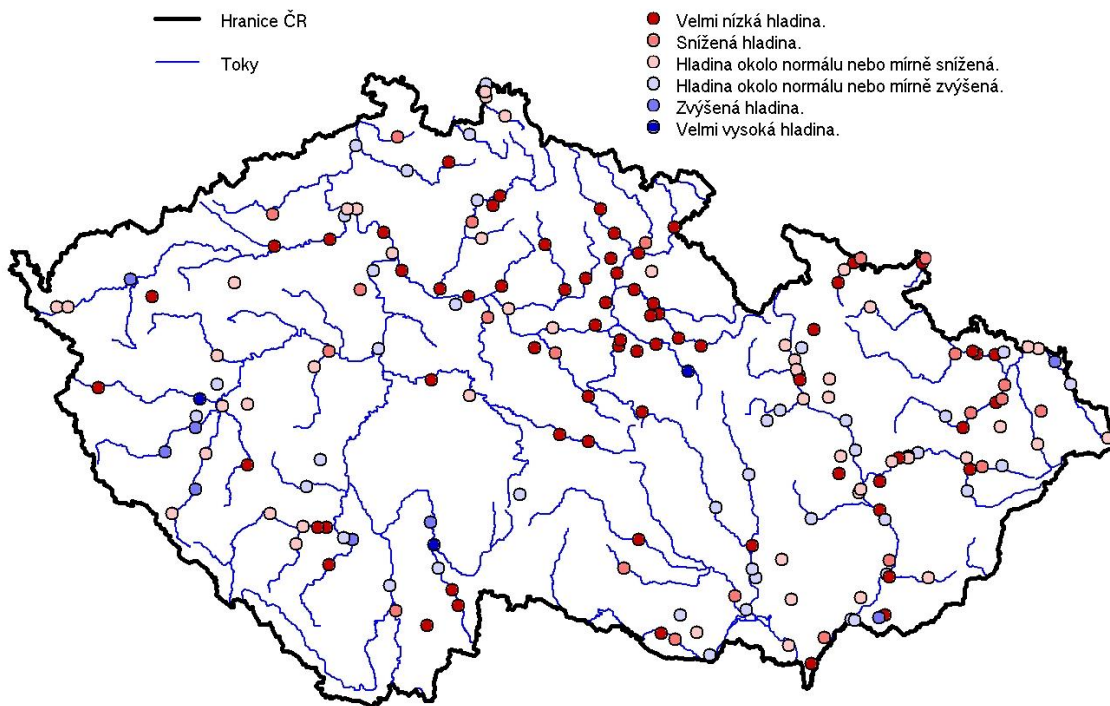 Hranice ČR
Toky
Velmi nízká hladina.
Snížená hladina.
Hladina okolo normálu nebo mírně snížená.
Hladina okolo normálu nebo mírně zvýšená.
Zvýšená hladina.
Velmi vysoká hladina.